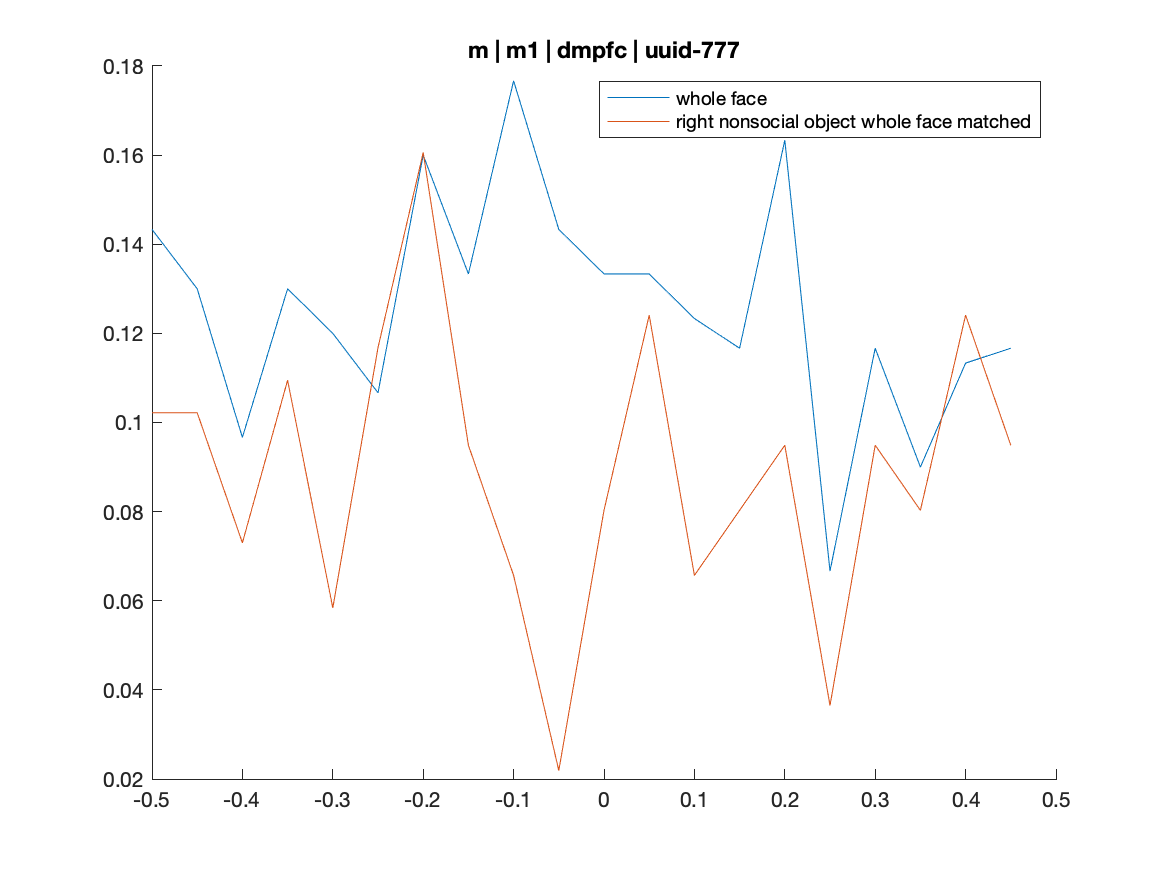 m | m1 | dmpfc | uuid-777
0.18
whole face
right nonsocial object whole face matched
0.16
0.14
0.12
0.1
0.08
0.06
0.04
0.02
-0.5 -0.4 -0.3 -0.2 -0.1 0 0.1 0.2 0.3 0.4 0.5